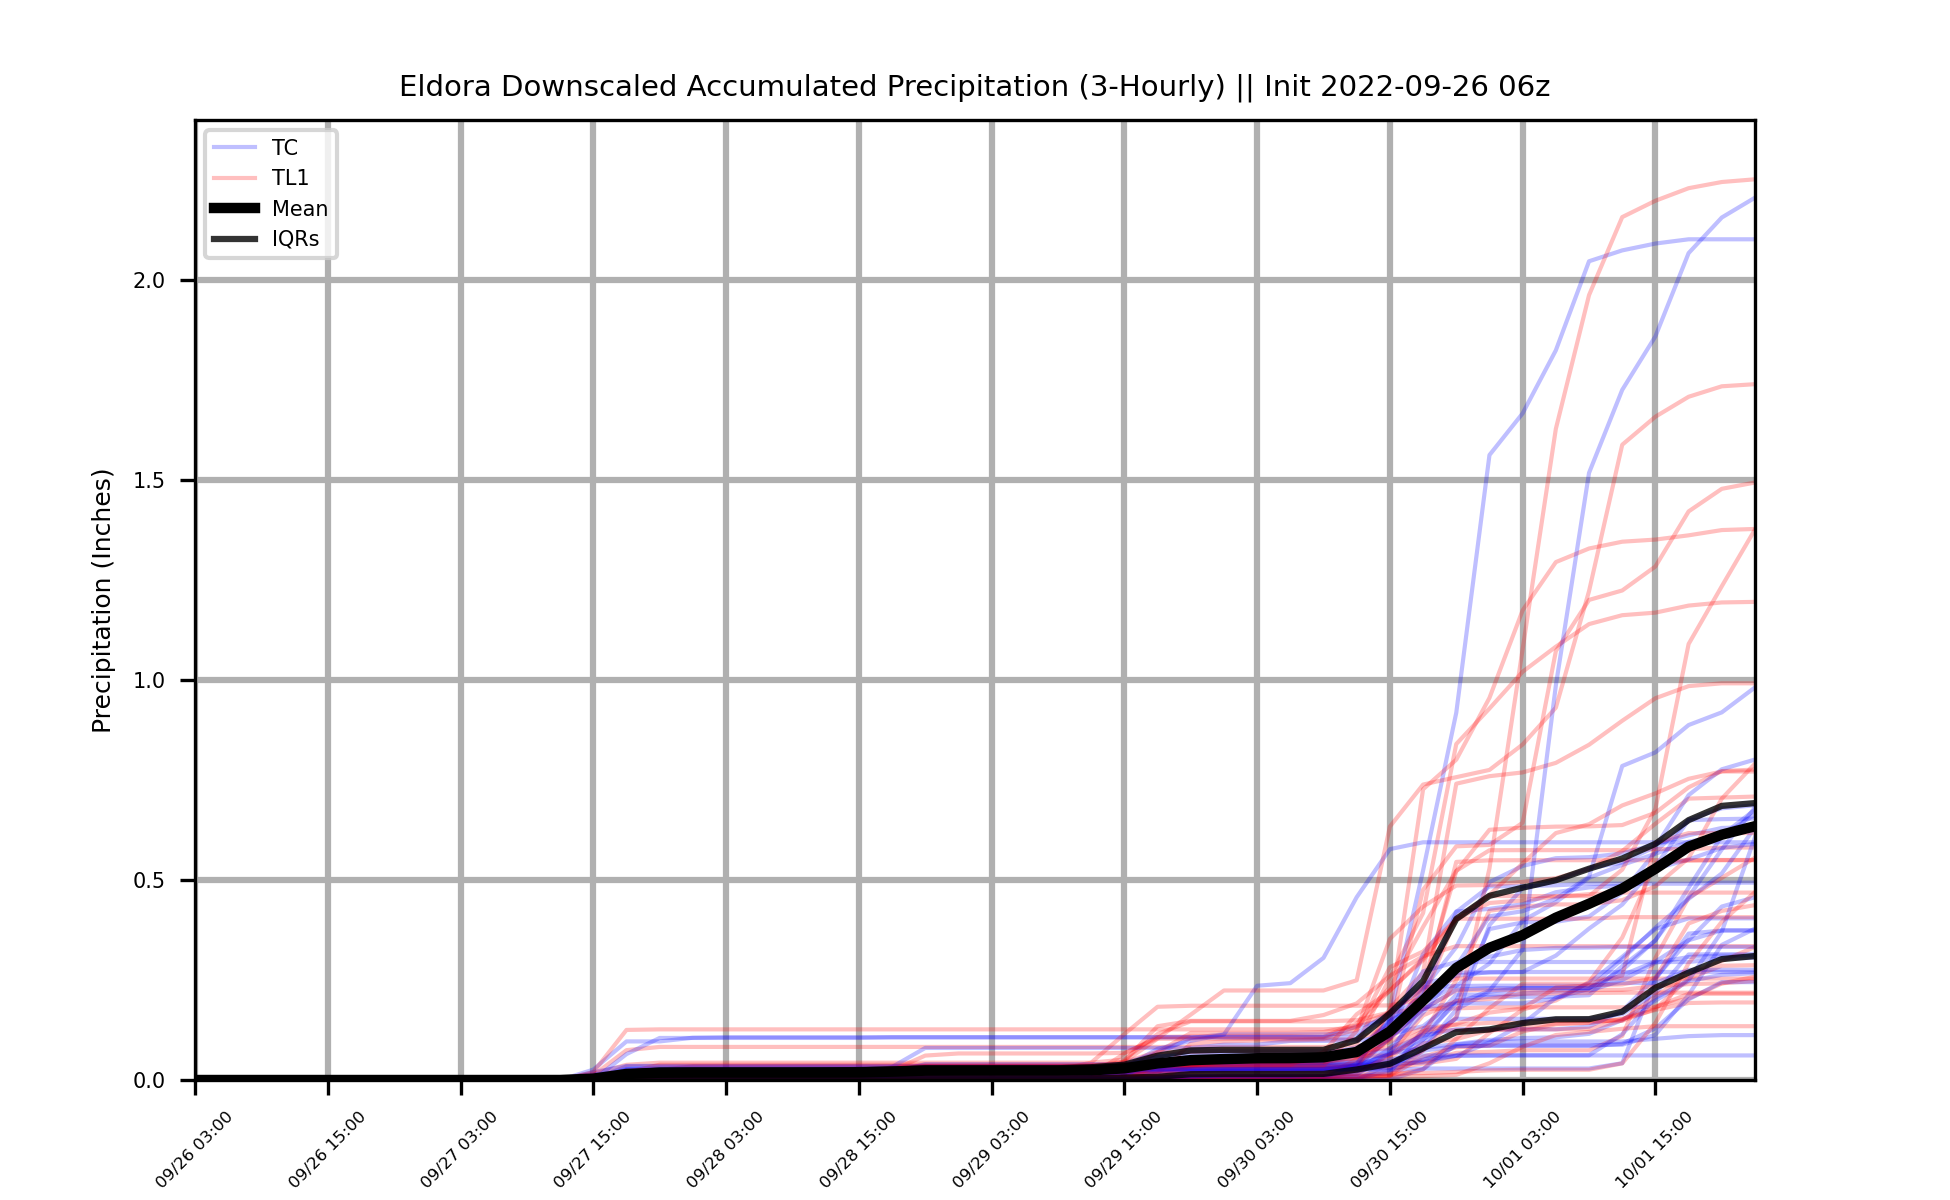 Eldora Downscaled Accumulated Precipitation (3-Hourly) || Init 2022-09-26 06z
TC
TL1
Mean
IQRs
Precipitation (Inches)
2.0
1.5
1.0
0.5
0.0
09/26 03:00
09/26 15:00
09/27 03:00
09/27 15:00
09/28 03:00
09/28 15:00
09/29 03:00
09/29 15:00
09/30 03:00
09/30 15:00
10/01 03:00
10/01 15:00